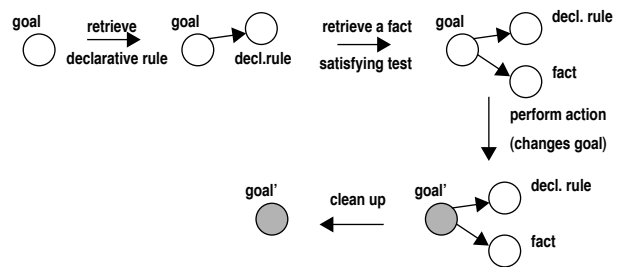 goal
retrieve
declarative rule
goal
decl.rule
retrieve a fact
satisfying test
goal
decl. rule
fact
perform action
(changes goal)
goal'
clean up
goal'
decl. rule
fact